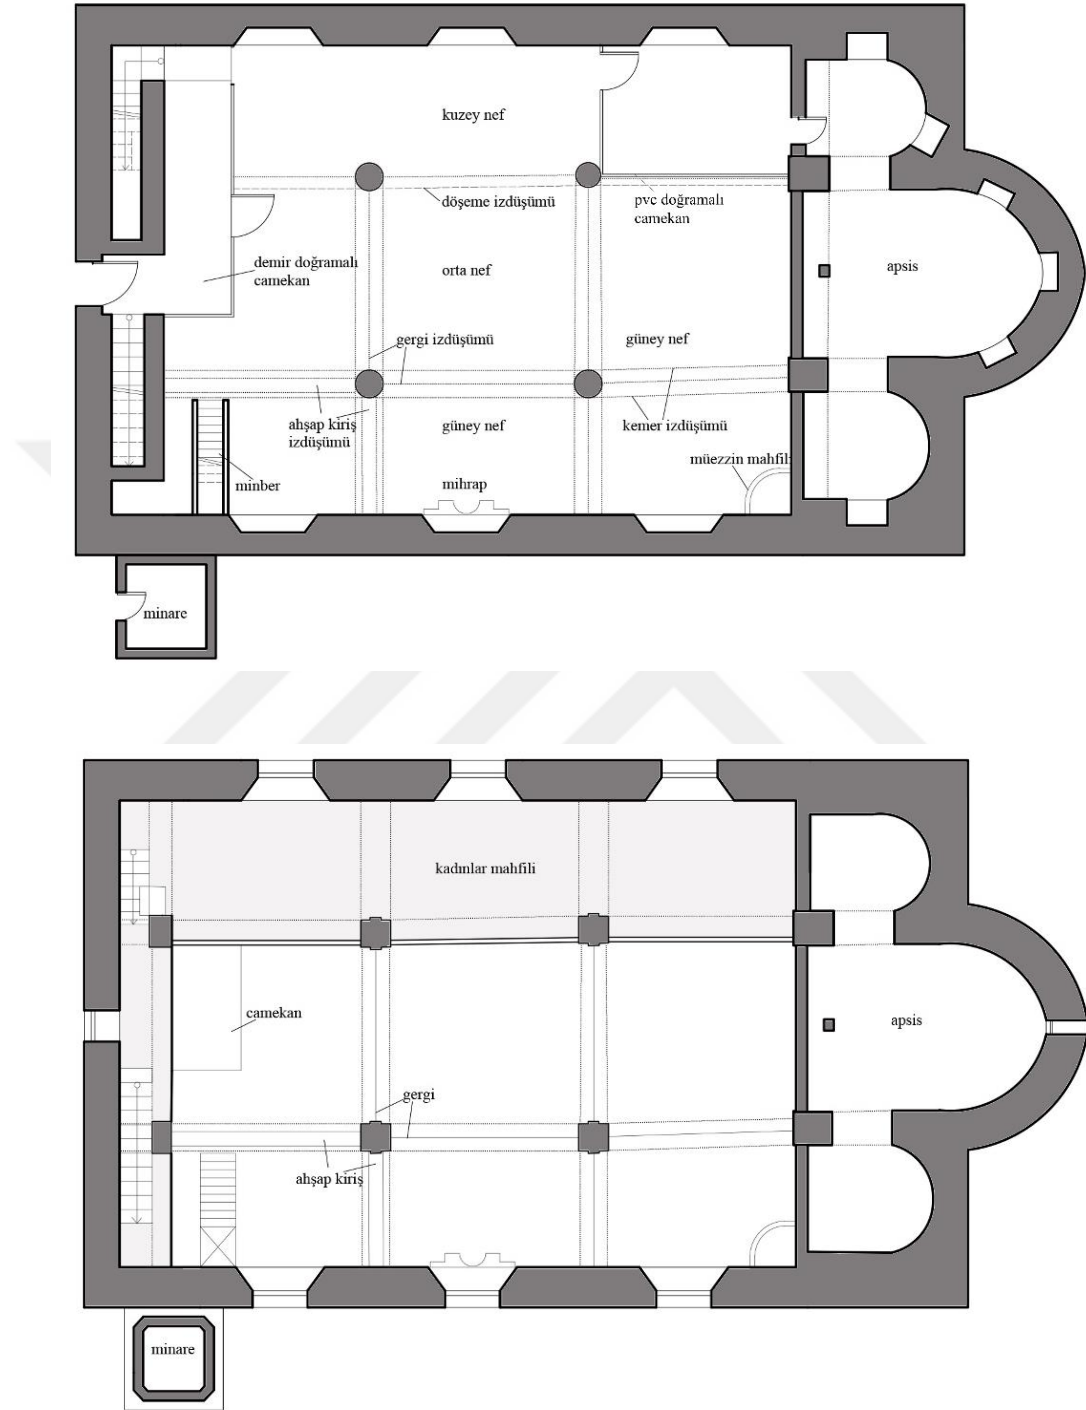 kuzey nef
döşeme izdüşümü
pvc doğramalı
camekan
demir doğramalı
camekan
orta nef
apsis
gergi izdüşümü
güney nef
ahşap kiriş
izdüşümü
güney nef
kemer izdüşümü
müezzin mahfili
minber
mihrap
minare
kadınlar mahfili
camekan
apsis
gergi
ahşap kiriş
minare